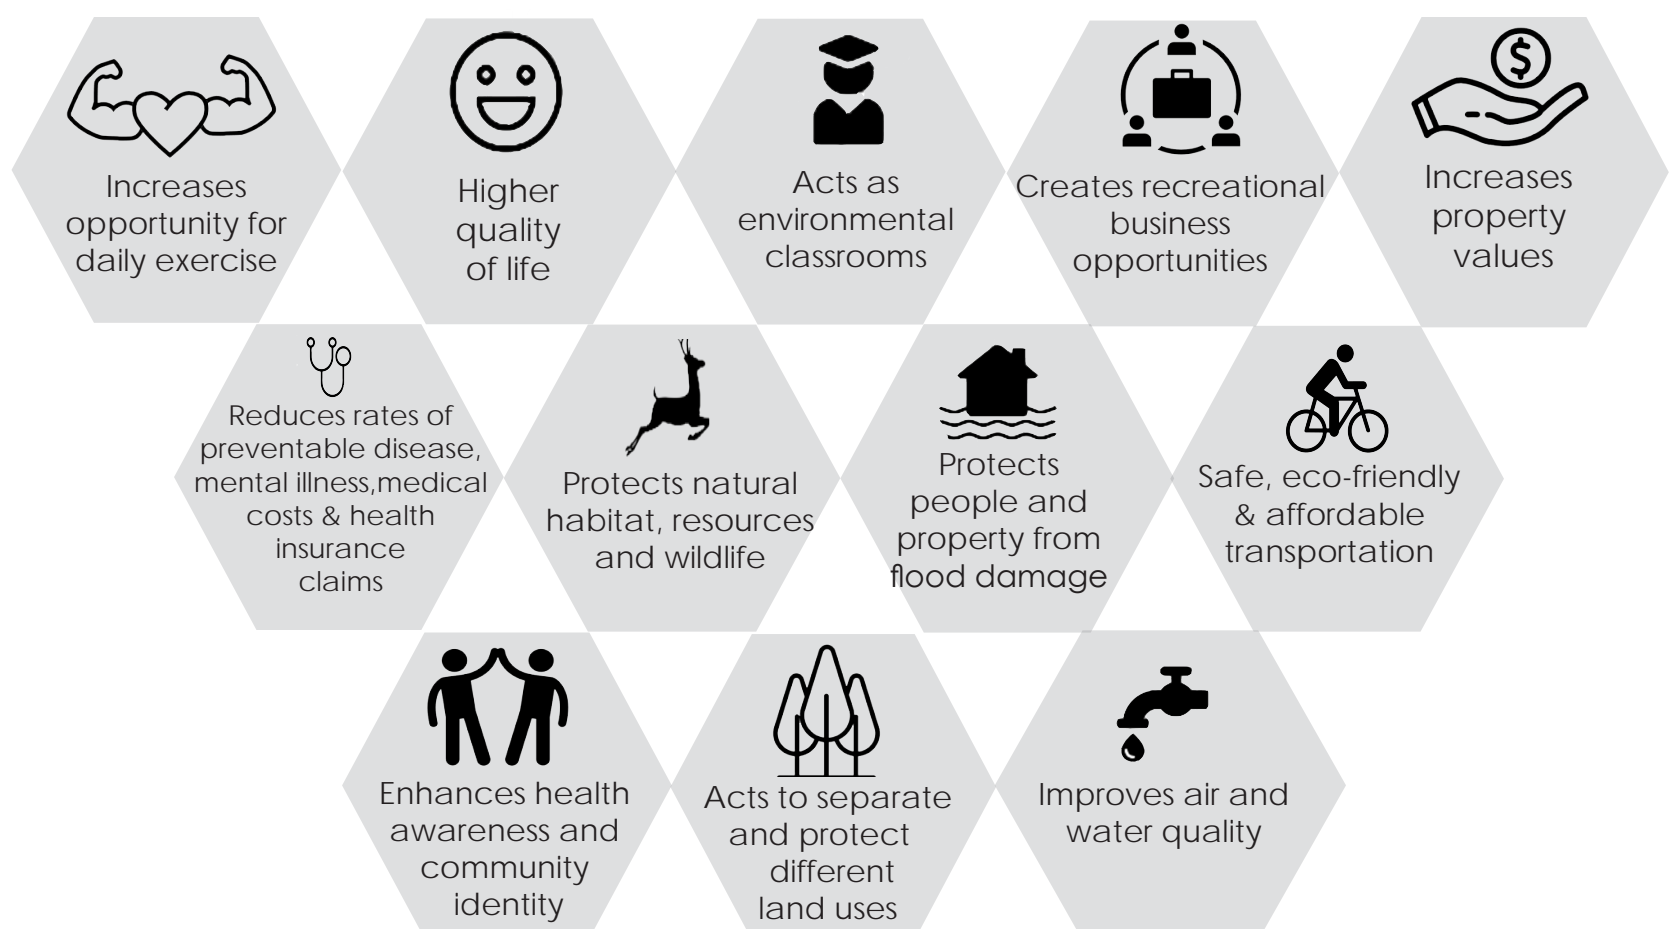 Increases
opportunity for
daily exercise
Higher
quality
of life
Acts as
environmental
classrooms
Creates recreational
business
opportunities
$
Increases
property
values
Reduces rates of
preventable disease,
mental illness,medical
costs & health
insurance
claims
Protects natural
habitat, resources
and wildlife
Protects
people and
property from
flood damage
Safe, eco-friendly
& affordable
transportation
Enhances health
awareness and
community
identity
Acts to separate
and protect
different
land uses
Improves air and
water quality